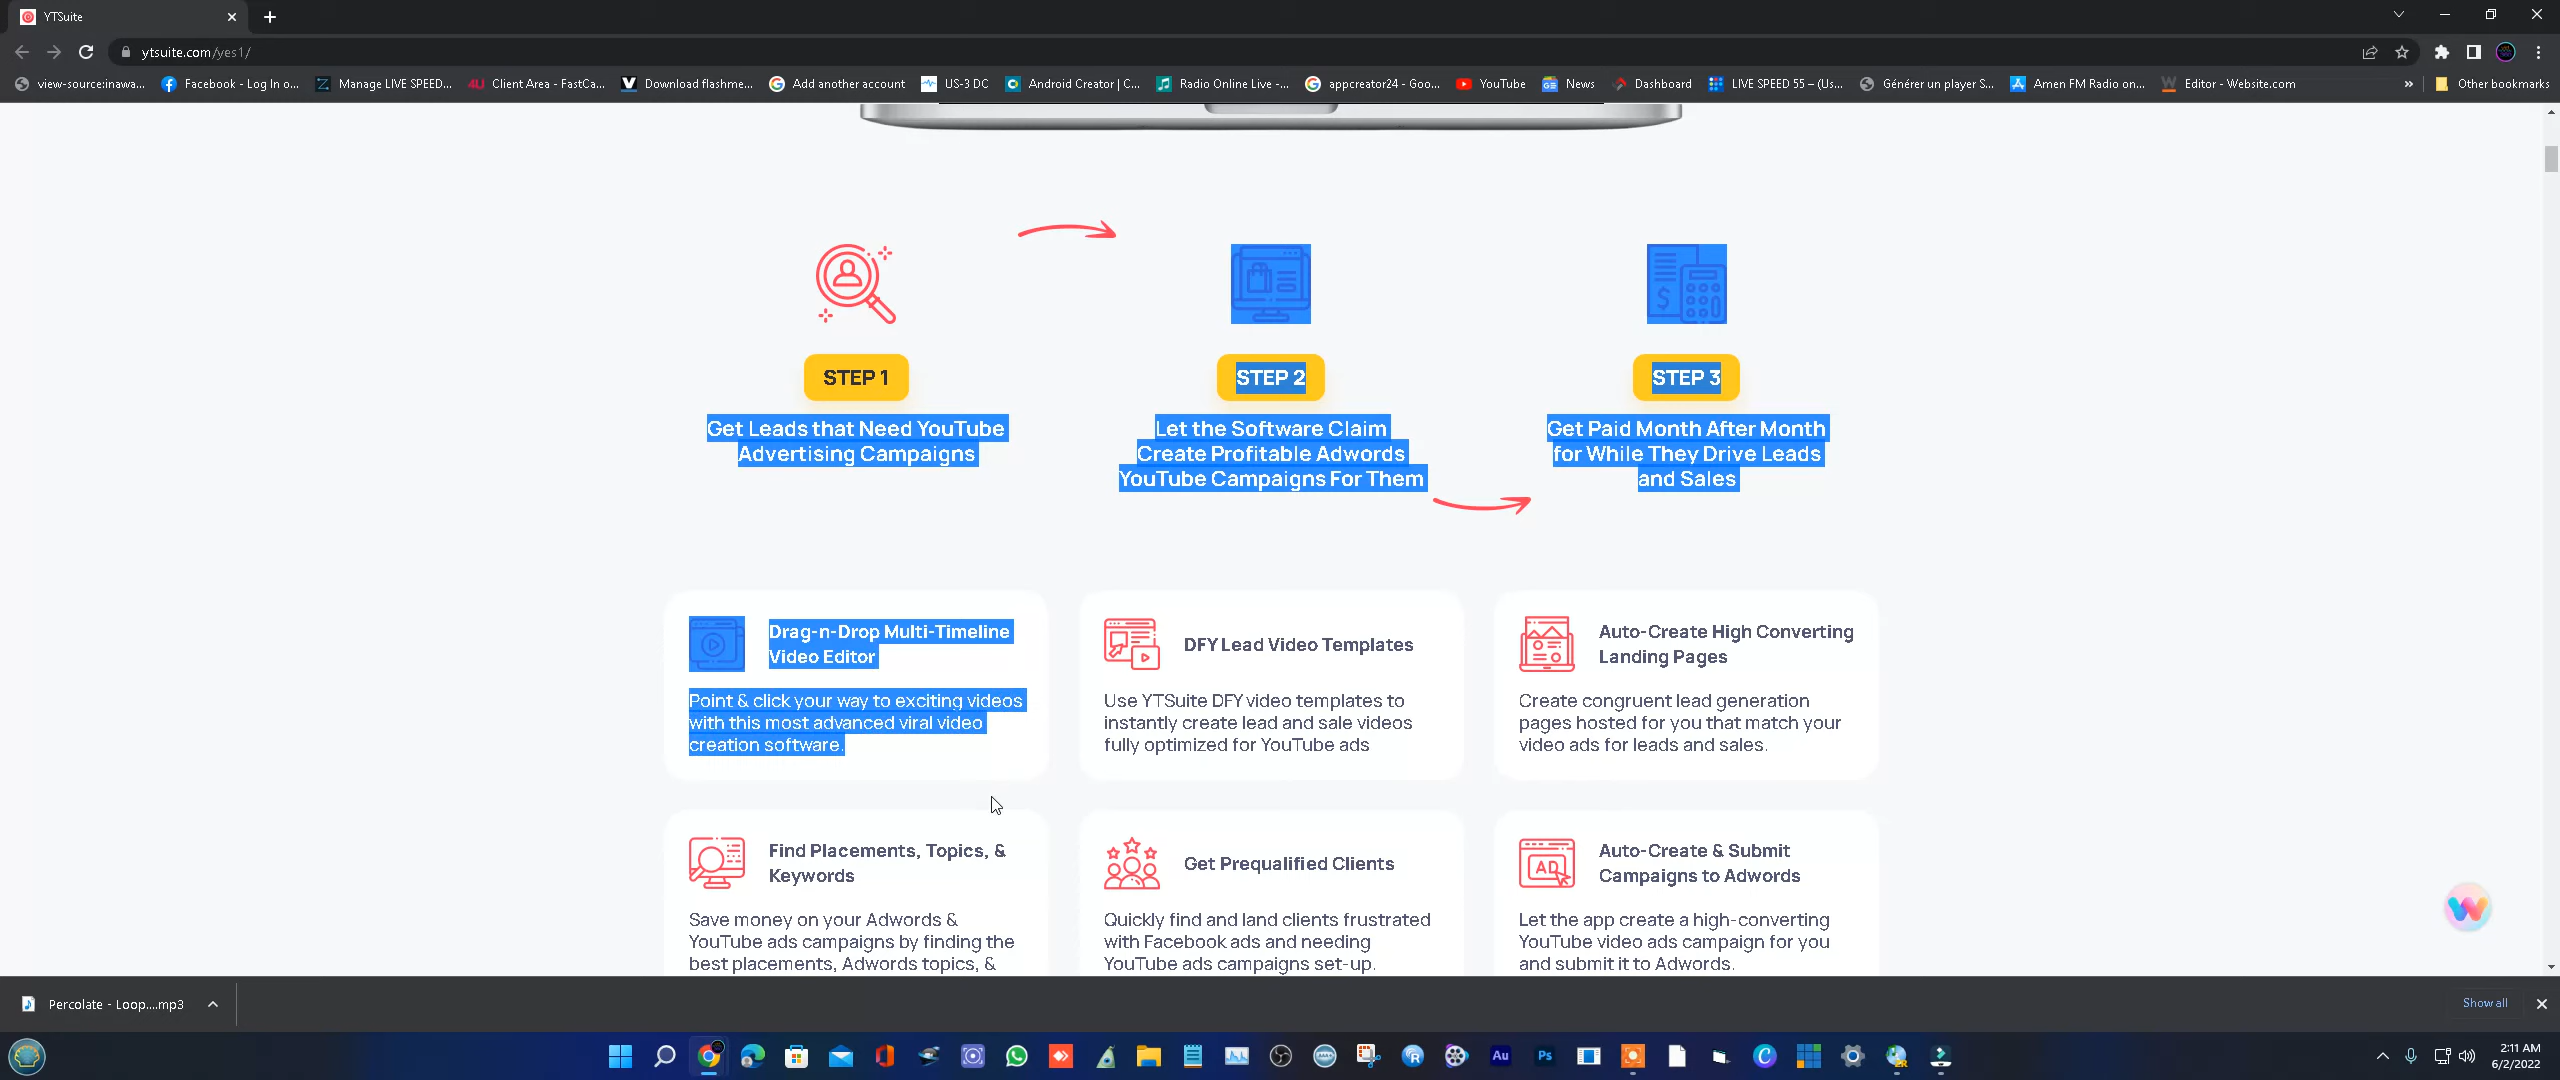 YTSuite
ytsuite.com/yes1/
view-source:inawa...
Facebook - Log In o...
Manage LIVE SPEED...
Client Area - FastCa...
Download flashme...
Add another account
US-3 DC
Android Creator | C...
Radio Online Live -...
appcreator24 - Goo...
YouTube
News
Dashboard
LIVE SPEED 55 – (Us...
Générer un player S...
Amen FM Radio on...
Editor - Website.com
»
Other bookmarks
STEP 1
Get Leads that Need YouTube
Advertising Campaigns
STEP 2
Let the Software Claim
Create Profitable Adwords
YouTube Campaigns For Them
STEP 3
Get Paid Month After Month
for While They Drive Leads
and Sales
Drag-n-Drop Multi-Timeline
Video Editor
Point & click your way to exciting videos
with this most advanced viral video
creation software.
DFY Lead Video Templates
Use YTSuite DFY video templates to
instantly create lead and sale videos
fully optimized for YouTube ads
Auto-Create High Converting
Landing Pages
Create congruent lead generation
pages hosted for you that match your
video ads for leads and sales.
Find Placements, Topics, &
Keywords
Save money on your Adwords &
YouTube ads campaigns by finding the
best placements, Adwords topics, &
Get Prequalified Clients
Quickly find and land clients frustrated
with Facebook ads and needing
YouTube ads campaigns set-up.
AD
Auto-Create & Submit
Campaigns to Adwords
Let the app create a high-converting
YouTube video ads campaign for you
and submit it to Adwords.
Percolate - Loop....mp3
Show all
Au
Ps
2:11 AM
6/2/2022